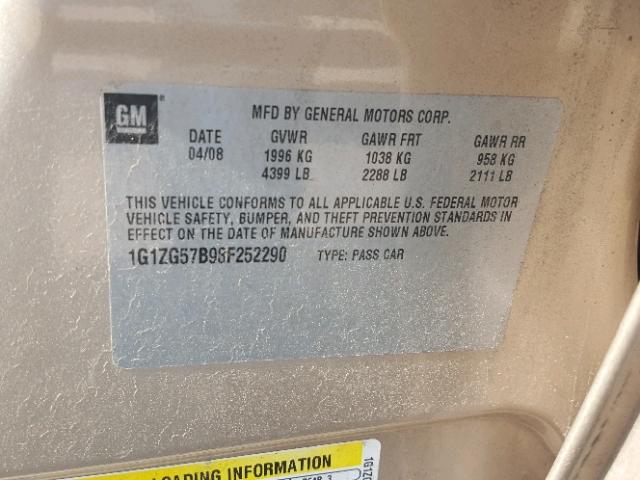 GM
MFD BY GENERAL MOTORS CORP.
DATE GVWR GAWR FRT GAWR RR
04/08 1996 KG 1038 KG 958 KG
4399 LB 2288 LB 2111 LB
THIS VEHICLE CONFORMS TO ALL APPLICABLE U.S. FEDERAL MOTOR
VEHICLE SAFETY, BUMPER, AND THEFT PREVENTION STANDARDS IN
EFFECT ON THE DATE OF MANUFACTURE SHOWN ABOVE.
1G1ZG57B98F252290 TYPE: PASS CAR
OADING INFORMATION